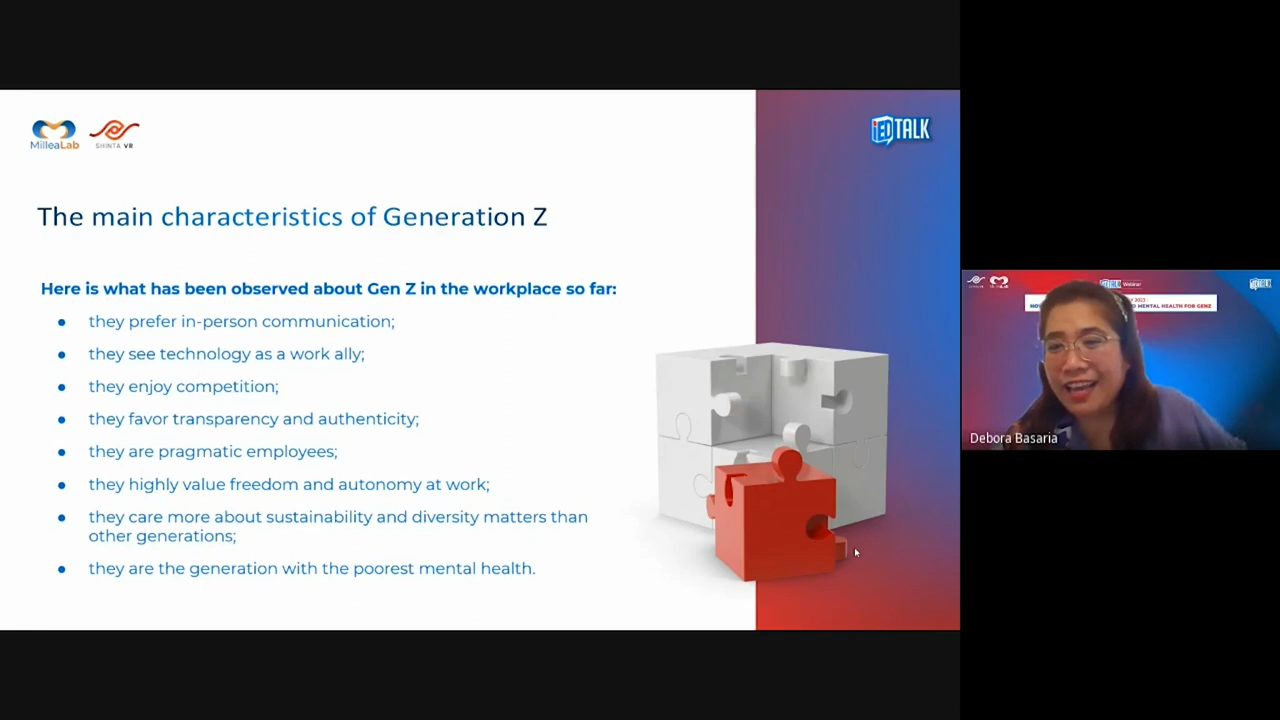 MilleaLab
SHINTA VR
iEDTALK
The main characteristics of Generation Z
Here is what has been observed about Gen Z in the workplace so far:
● they prefer in-person communication;
● they see technology as a work ally;
● they enjoy competition;
● they favor transparency and authenticity;
● they are pragmatic employees;
● they highly value freedom and autonomy at work;
● they care more about sustainability and diversity matters than
other generations;
● they are the generation with the poorest mental health.
Webinar
2023
MENTAL HEALTH FOR GENZ
Debora Basaria